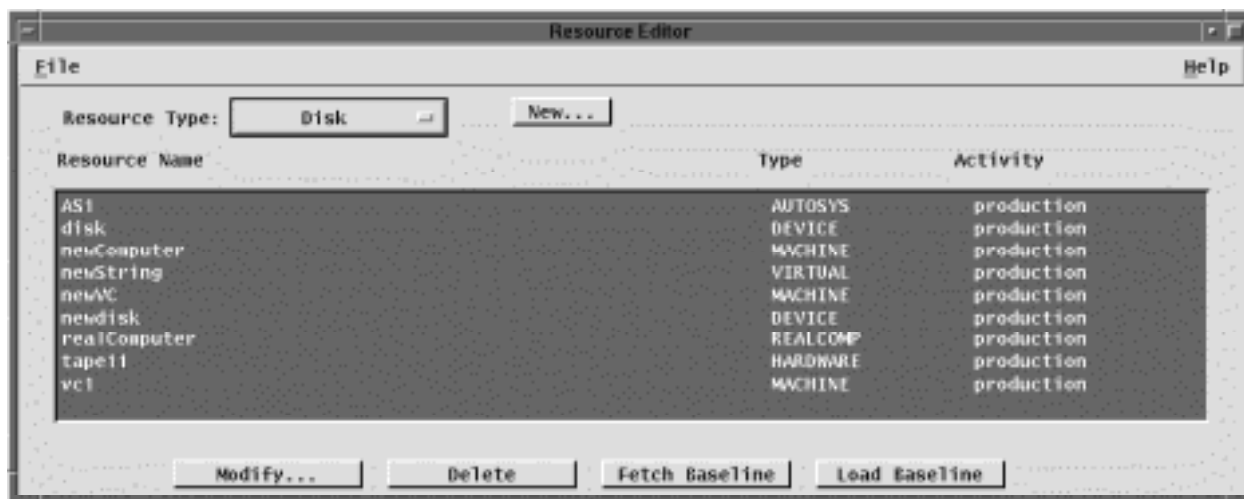 Resource Editor
File Help
Resource Type: Disk New...
Resource Name Type Activity
AS1 AUTOSYS production
disk DEVICE production
newComputer MACHINE production
newString VIRTUAL production
newVC MACHINE production
newdisk DEVICE production
realComputer REALCOMP production
tape11 HARDWARE production
vc1 MACHINE production
Modify... Delete Fetch Baseline Load Baseline